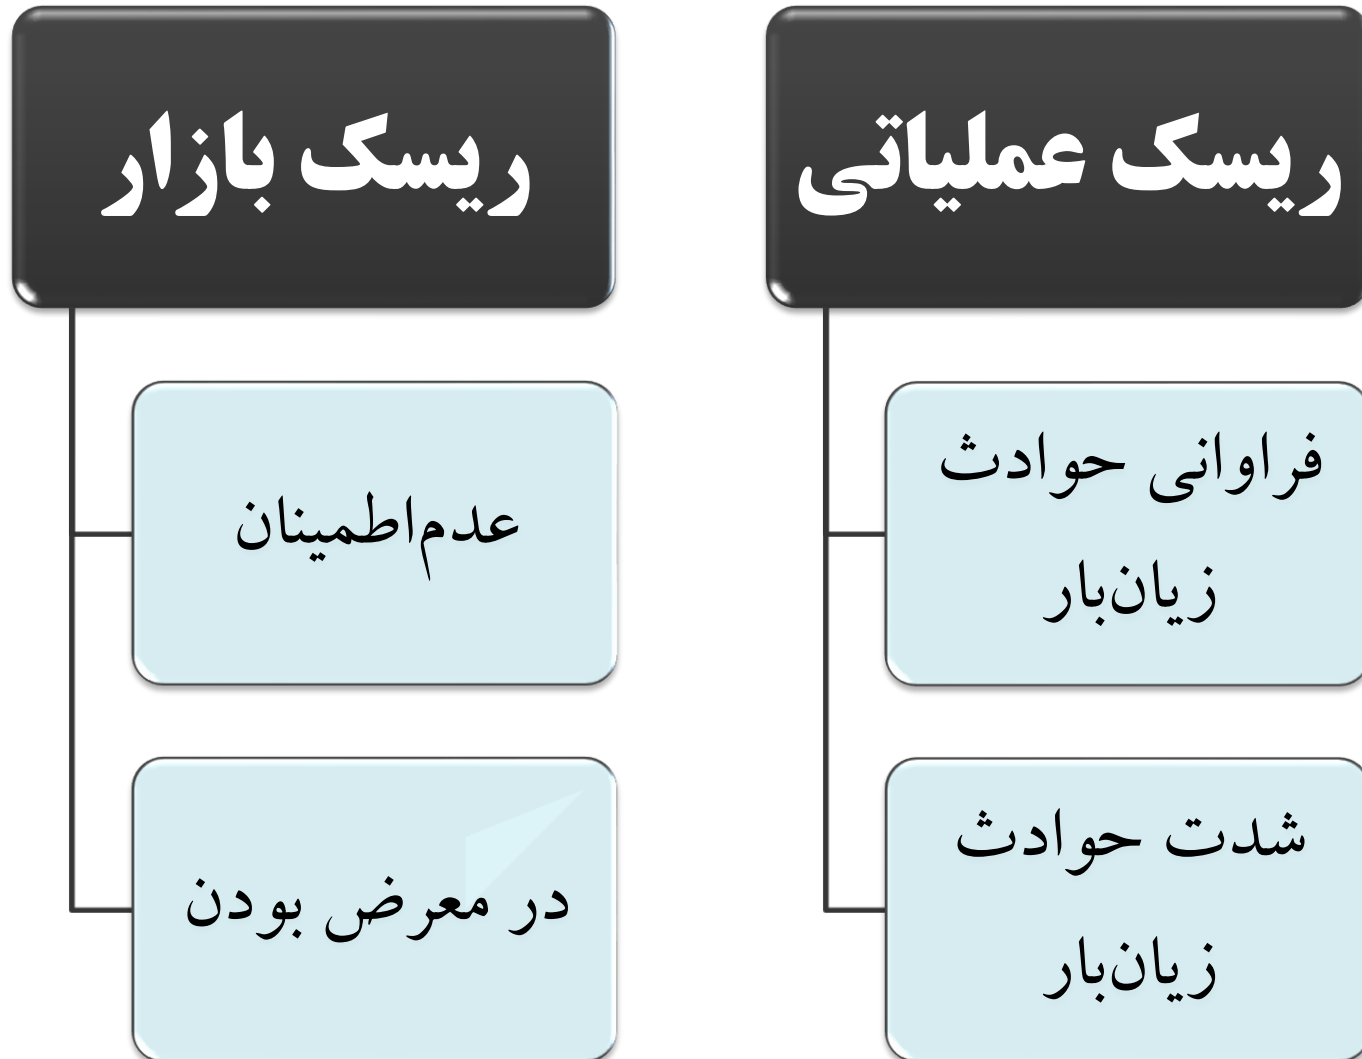 ریسک عملیاتی
فراوانی حوادث
زیان‌بار
شدت حوادث
زیان‌بار
ریسک بازار
عدم‌اطمینان
در معرض بودن